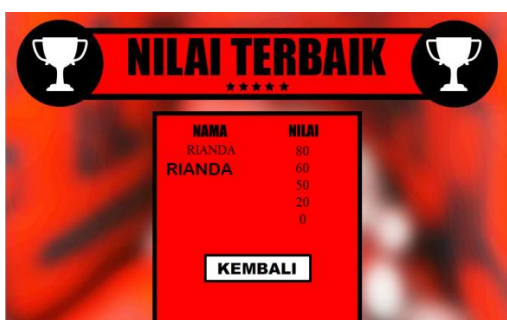 NILAI TERBAIK
NAMA NILAI
RIANDA 80
RIANDA 60
50
20
0
KEMBALI